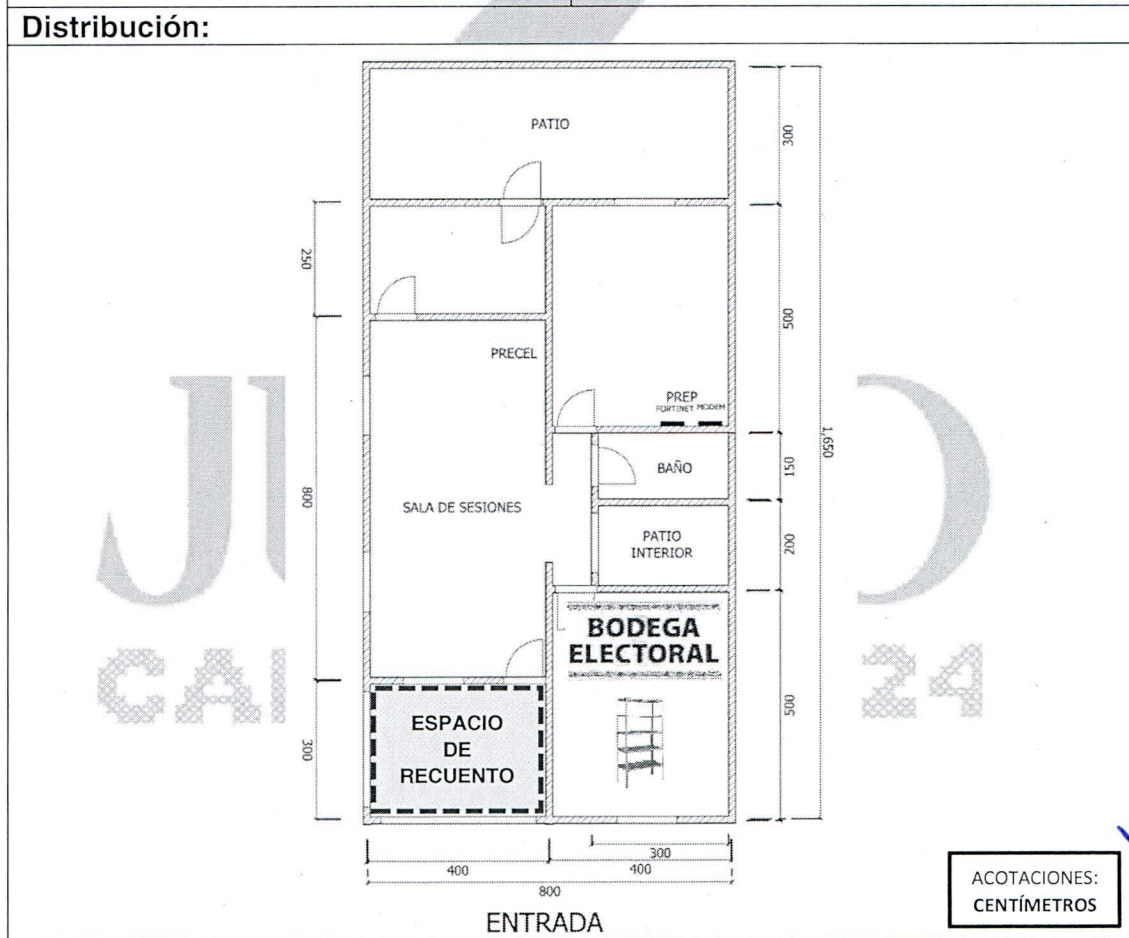 Distribución:
PATIO
300
250
500
PRECEL
PREP
FORTINET MODEM
1,650
BAÑO
150
800
SALA DE SESIONES
PATIO
INTERIOR
200
BODEGA
ELECTORAL
500
ESPACIO
DE
RECUENTO
300
300
400
400
800
ENTRADA
ACOTACIONES:
CENTÍMETROS
24